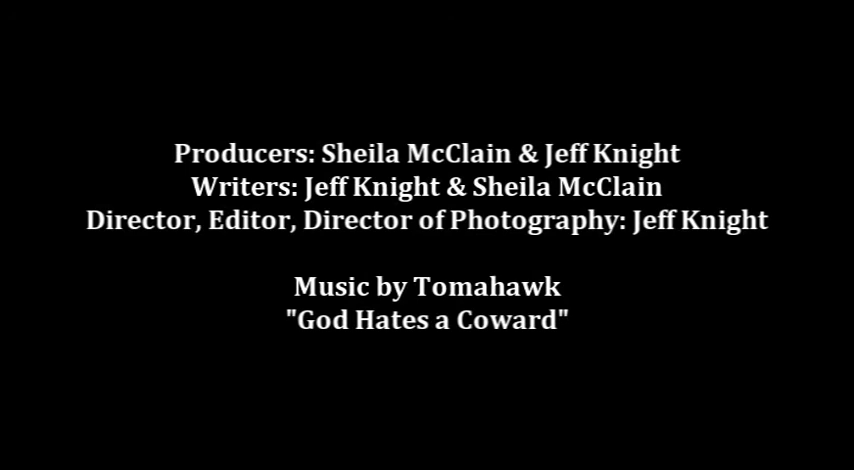 Producers: Sheila McClain & Jeff Knight
Writers: Jeff Knight & Sheila McClain
Director, Editor, Director of Photography: Jeff Knight
Music by Tomahawk
"God Hates a Coward"